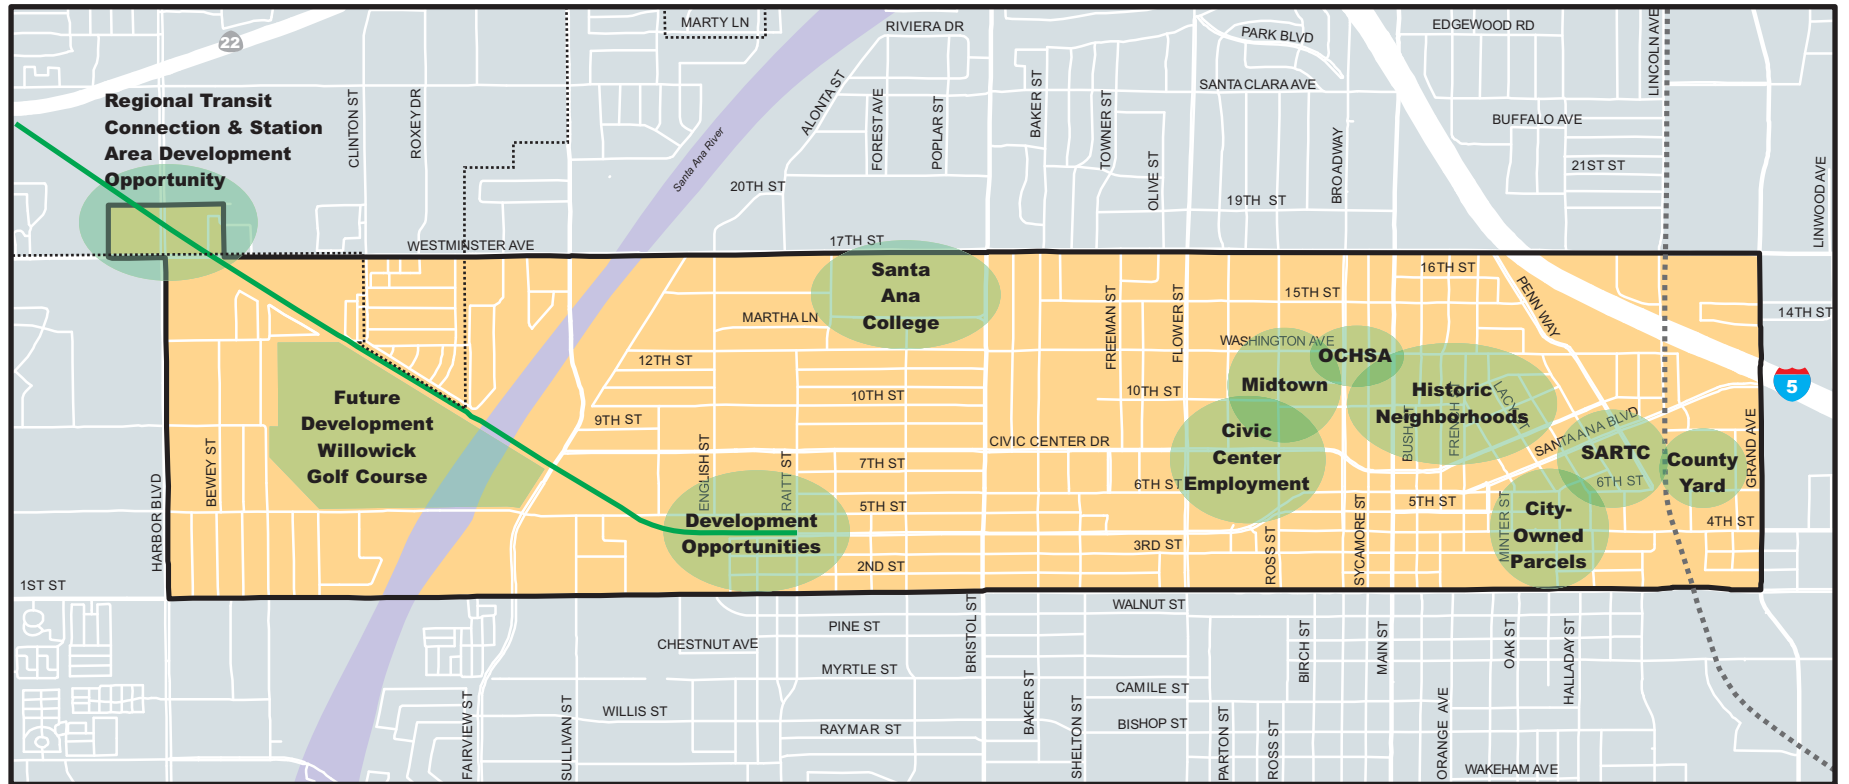 MARTY LN
RIVIERA DR
PARK BLVD
EDGEWOOD RD
LINCOLN AVE
22
Regional Transit
Connection & Station
Area Development
Opportunity
CLINTON ST
ROXEY DR
Santa Ana River
ALONTA ST
FOREST AVE
POPLAR ST
BAKER ST
TOWNER ST
OLIVE ST
SANTA CLARA AVE
BROADWAY
BUFFALO AVE
21ST ST
LINWOOD AVE
20TH ST
19TH ST
WESTMINSTER AVE
17TH ST
Santa
Ana
College
MARTHA LN
FREEMAN ST
FLOWER ST
16TH ST
15TH ST
PENN WAY
14TH ST
WASHINGTON AVE
OCHSA
Midtown
12TH ST
10TH ST
10TH ST
Historic
Neighborhoods
LACY ST
BUSH ST
FRENCH ST
5
Future
Development
Willowick
Golf Course
9TH ST
CIVIC CENTER DR
Civic
Center
Employment
SANTA ANA BLVD
SARTC
County
Yard
GRAND AVE
HARBOR BLVD
BEWEY ST
ENGLISH ST
RAITT ST
7TH ST
6TH ST
6TH ST
5TH ST
5TH ST
Development
Opportunities
ROSS ST
SYCAMORE ST
MINTER ST
City-
Owned
Parcels
4TH ST
3RD ST
2ND ST
1ST ST
WALNUT ST
BRISTOL ST
PINE ST
CHESTNUT AVE
MYRTLE ST
BIRCH ST
MAIN ST
OAK ST
HALLADAY ST
CAMILE ST
FAIRVIEW ST
SULLIVAN ST
WILLIS ST
RAYMAR ST
BAKER ST
SHELTON ST
BISHOP ST
PARTON ST
ROSS ST
ORANGE AVE
WAKEHAM AVE